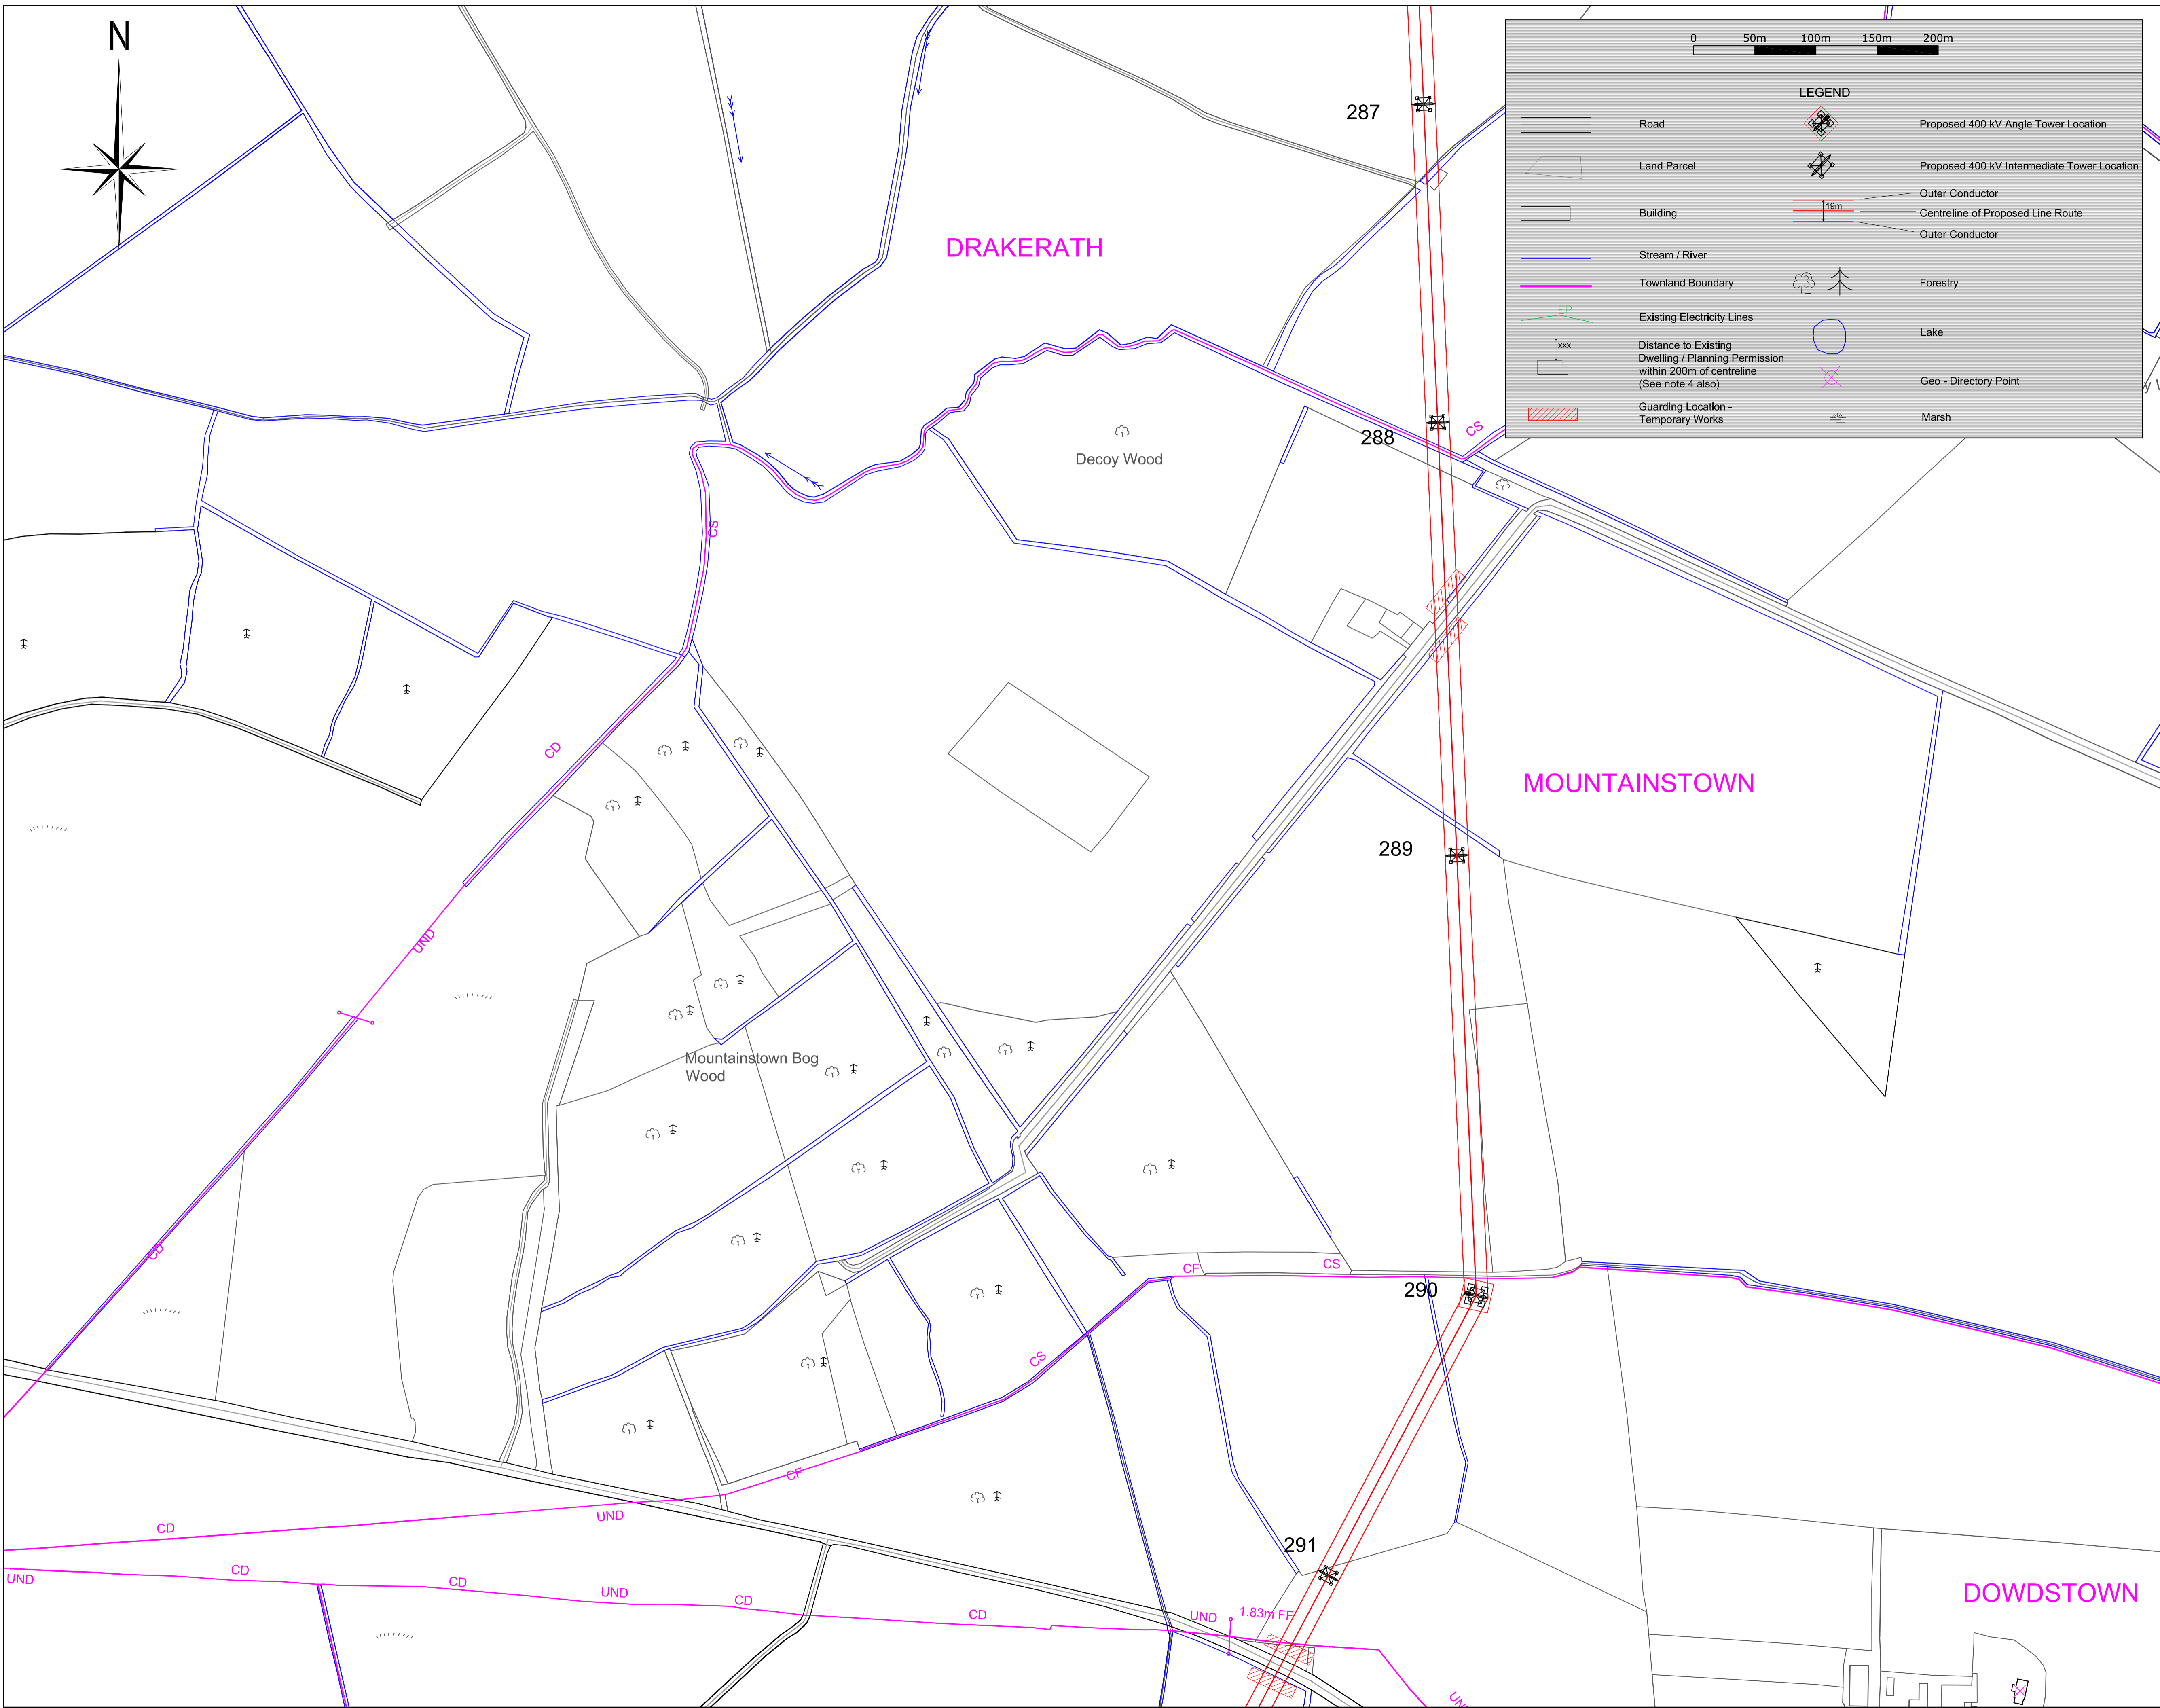 N
0 50m 100m 150m 200m
LEGEND
Road
Proposed 400 kV Angle Tower Location
Land Parcel
Proposed 400 kV Intermediate Tower Location
Outer Conductor
19m
Building
Centreline of Proposed Line Route
Outer Conductor
Stream / River
Townland Boundary
Forestry
EP
Existing Electricity Lines
Lake
xxx
Distance to Existing
Dwelling / Planning Permission
within 200m of centreline
(See note 4 also)
Geo - Directory Point
Guarding Location -
Temporary Works
Marsh
287
DRAKERATH
288
CS
Decoy Wood
CS
CD
MOUNTAINSTOWN
289
UND
Mountainstown Bog
Wood
CD
CF
CS
290
CS
CF
UND
CD
291
CD
UND
CD
UND
CD
CD
UND
1.83m FF
DOWDSTOWN